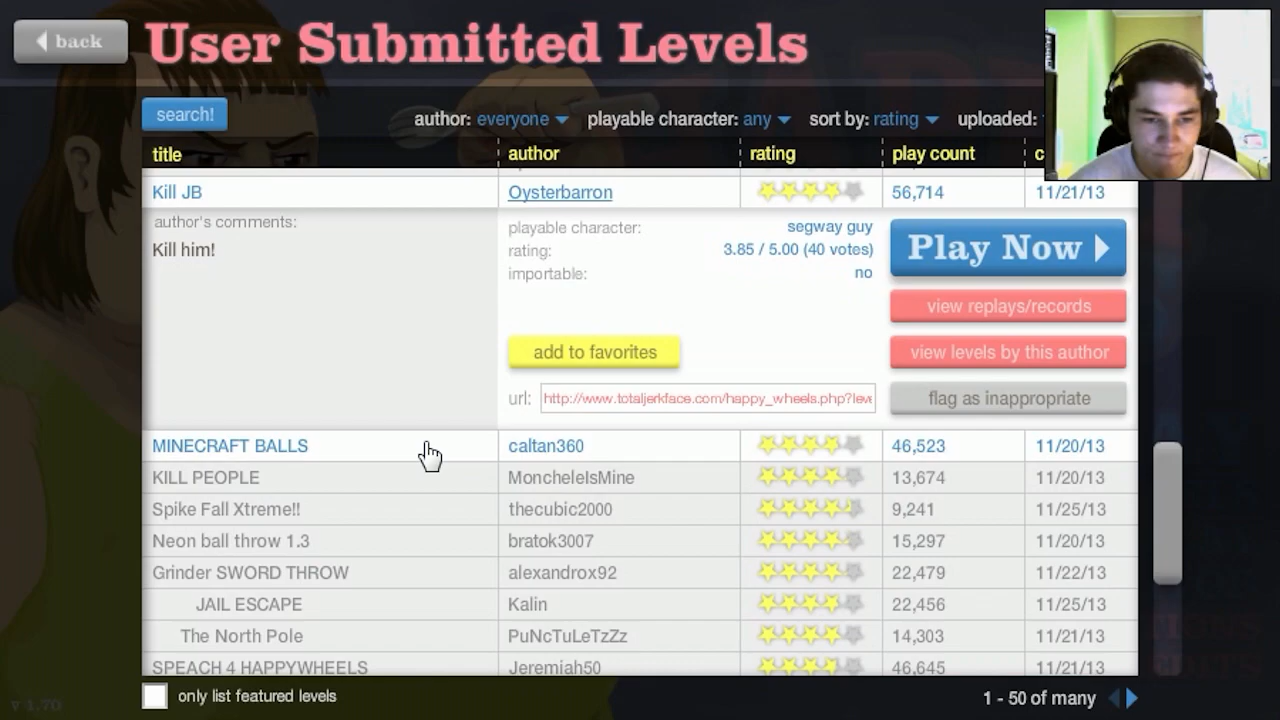 back
User Submitted Levels
search!
author: everyone playable character: any sort by: rating uploaded:
title author rating play count c
Kill JB Oysterbarron 56,714 11/21/13
author's comments:
Kill him!
playable character: segway guy
rating: 3.85 / 5.00 (40 votes)
importable: no
Play Now
view replays/records
add to favorites
view levels by this author
url: http://www.totaljerkface.com/happy_wheels.php?leve
flag as inappropriate
MINECRAFT BALLS caltan360 46,523 11/20/13
KILL PEOPLE MoncheleIsMine 13,674 11/20/13
Spike Fall Xtreme!! thecubic2000 9,241 11/25/13
Neon ball throw 1.3 bratok3007 15,297 11/20/13
Grinder SWORD THROW alexandrox92 22,479 11/22/13
JAIL ESCAPE Kalin 22,456 11/25/13
The North Pole PuNcTuLeTzZz 14,303 11/21/13
SPEACH 4 HAPPYWHEELS Jeremiah50 46,645 11/21/13
only list featured levels
1 - 50 of many
v 1.70